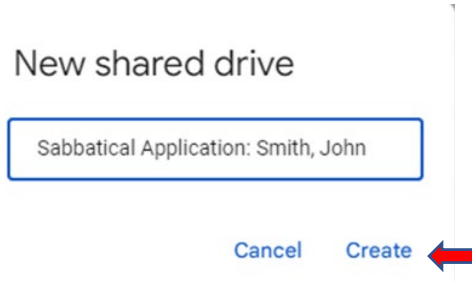 New shared drive
Sabbatical Application: Smith, John
Cancel Create